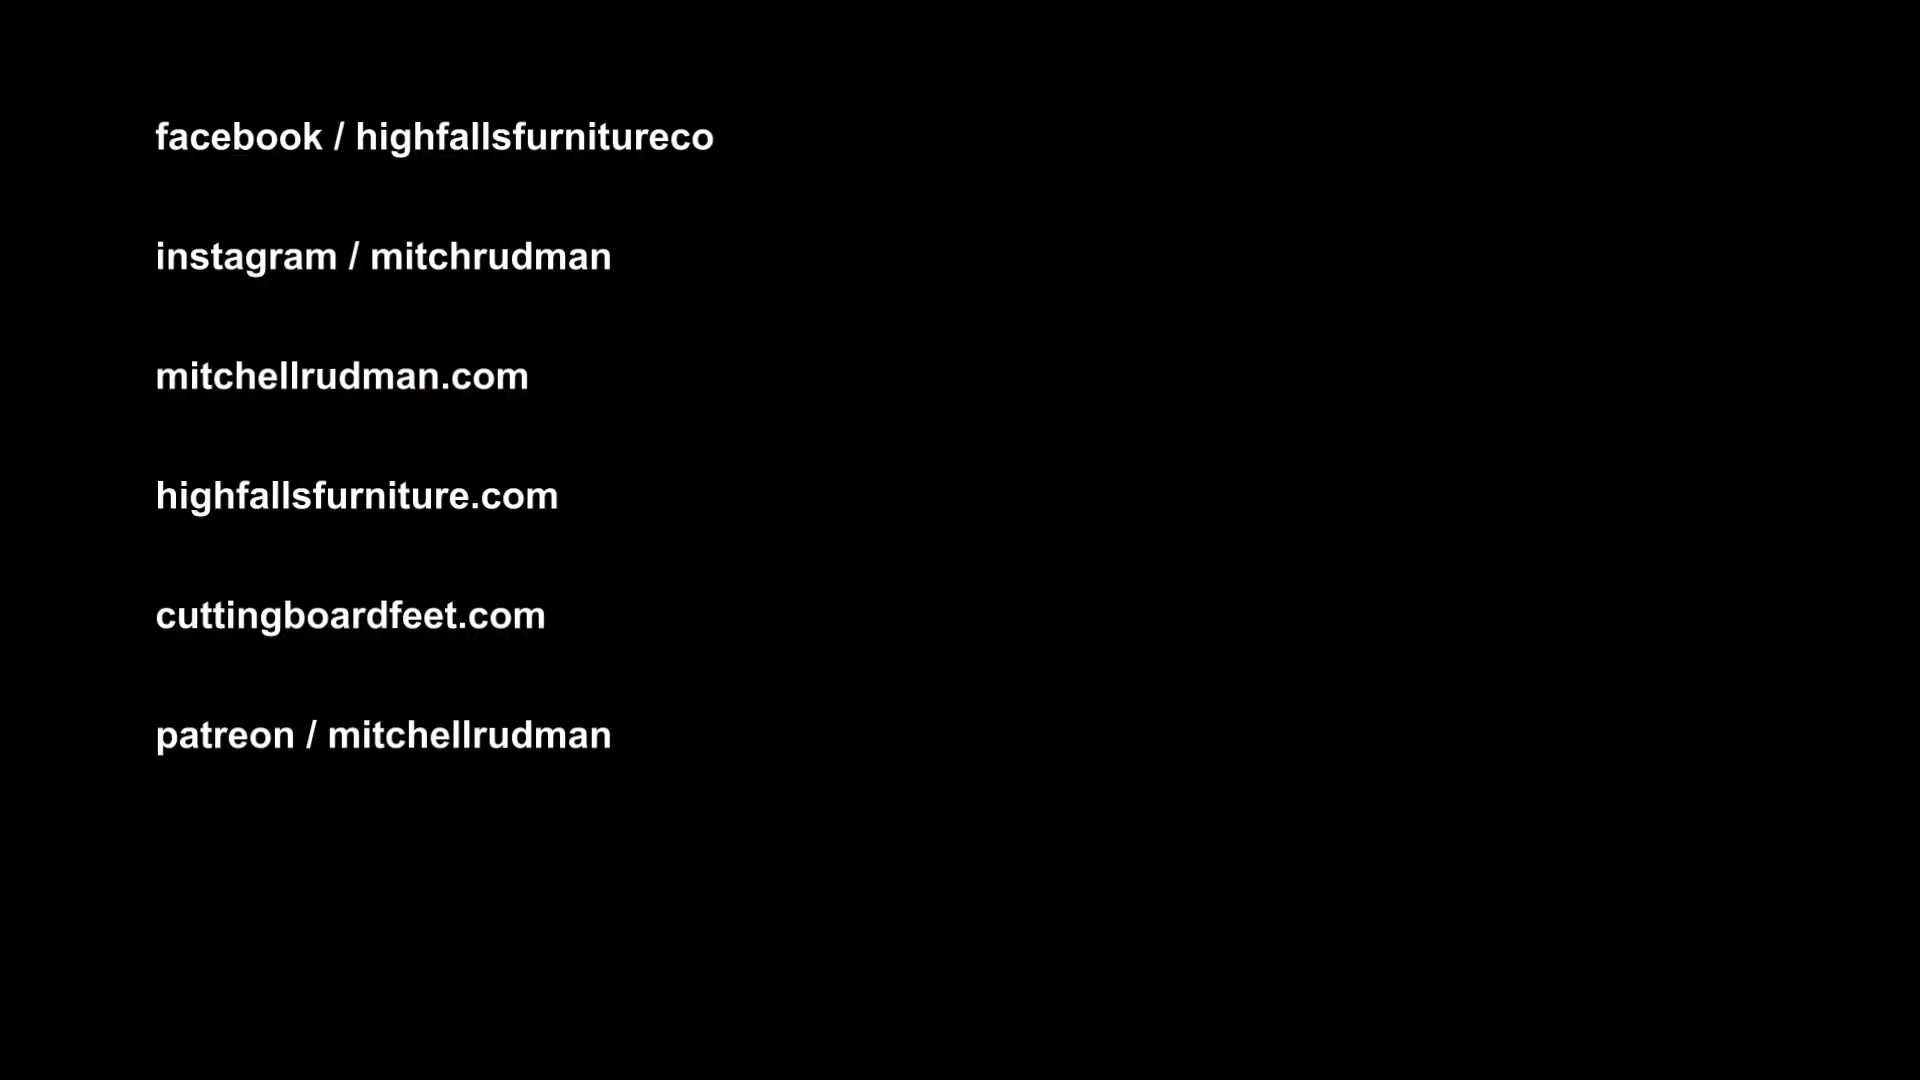 facebook / highfallsfurnitureco
instagram / mitchrudman
mitchellrudman.com
highfallsfurniture.com
cuttingboardfeet.com
patreon / mitchellrudman